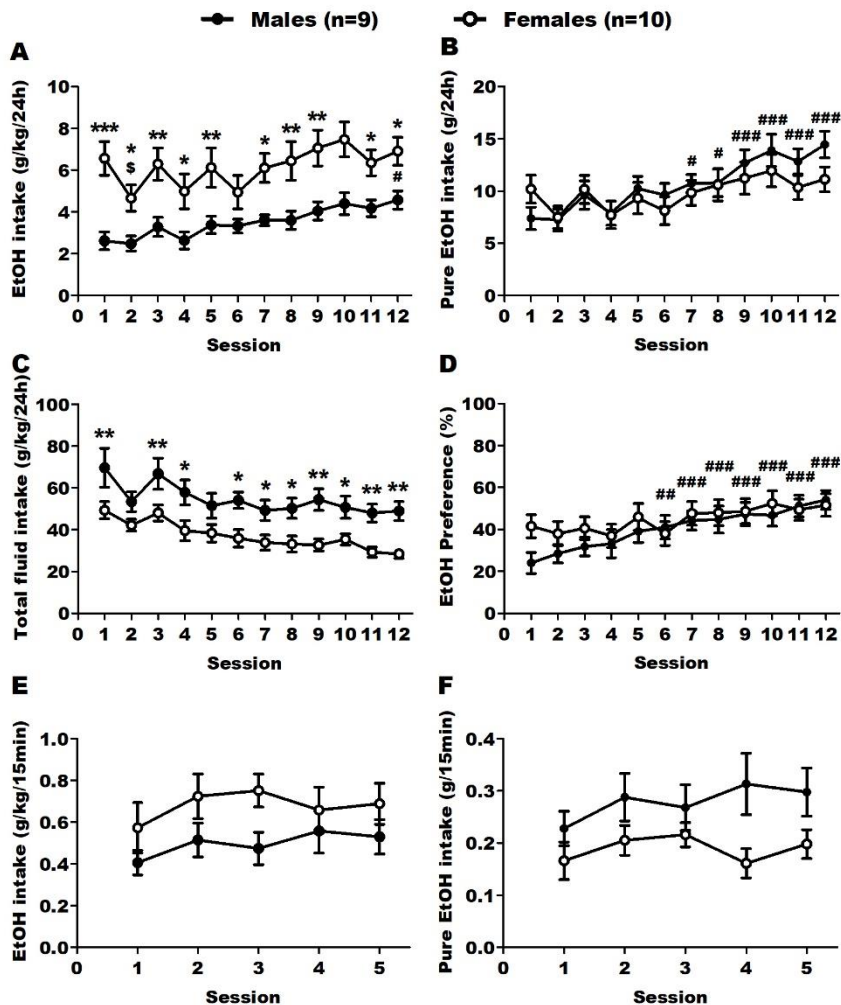 Males (n=9) Females (n=10)
A
EtOH intake (g/kg/24h)
10
8
6
4
2
0
*** * $ ** * ** * ** ** * * #
0 1 2 3 4 5 6 7 8 9 10 11 12
Session
B
Pure EtOH intake (g/24h)
20
15
10
5
0
# # ### ### ### ###
0 1 2 3 4 5 6 7 8 9 10 11 12
Session
C
Total fluid intake (g/kg/24h)
100
80
60
40
20
0
** ** * * * * ** * ** **
0 1 2 3 4 5 6 7 8 9 10 11 12
Session
D
EtOH Preference (%)
100
80
60
40
20
0
## ### ### ### ### ### ###
0 1 2 3 4 5 6 7 8 9 10 11 12
Session
E
EtOH intake (g/kg/15min)
1.0
0.8
0.6
0.4
0.2
0.0
0 1 2 3 4 5
Session
F
Pure EtOH intake (g/15min)
0.4
0.3
0.2
0.1
0.0
0 1 2 3 4 5
Session